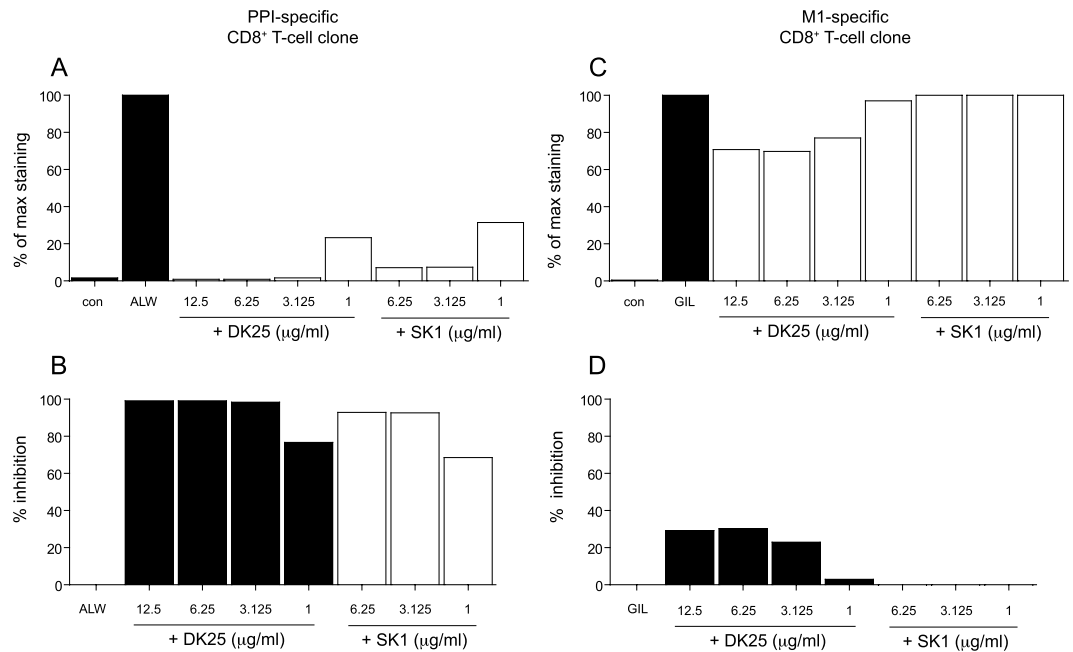 PPI-specific
CD8⁺ T-cell clone
M1-specific
CD8⁺ T-cell clone
A
% of max staining
100
80
60
40
20
0
con ALW 12.5 6.25 3.125 1 6.25 3.125 1
+ DK25 (μg/ml) + SK1 (μg/ml)
C
% of max staining
100
80
60
40
20
0
con GIL 12.5 6.25 3.125 1 6.25 3.125 1
+ DK25 (μg/ml) + SK1 (μg/ml)
B
% inhibition
100
80
60
40
20
0
ALW 12.5 6.25 3.125 1 6.25 3.125 1
+ DK25 (μg/ml) + SK1 (μg/ml)
D
% inhibition
100
80
60
40
20
0
GIL 12.5 6.25 3.125 1 6.25 3.125 1
+ DK25 (μg/ml) + SK1 (μg/ml)